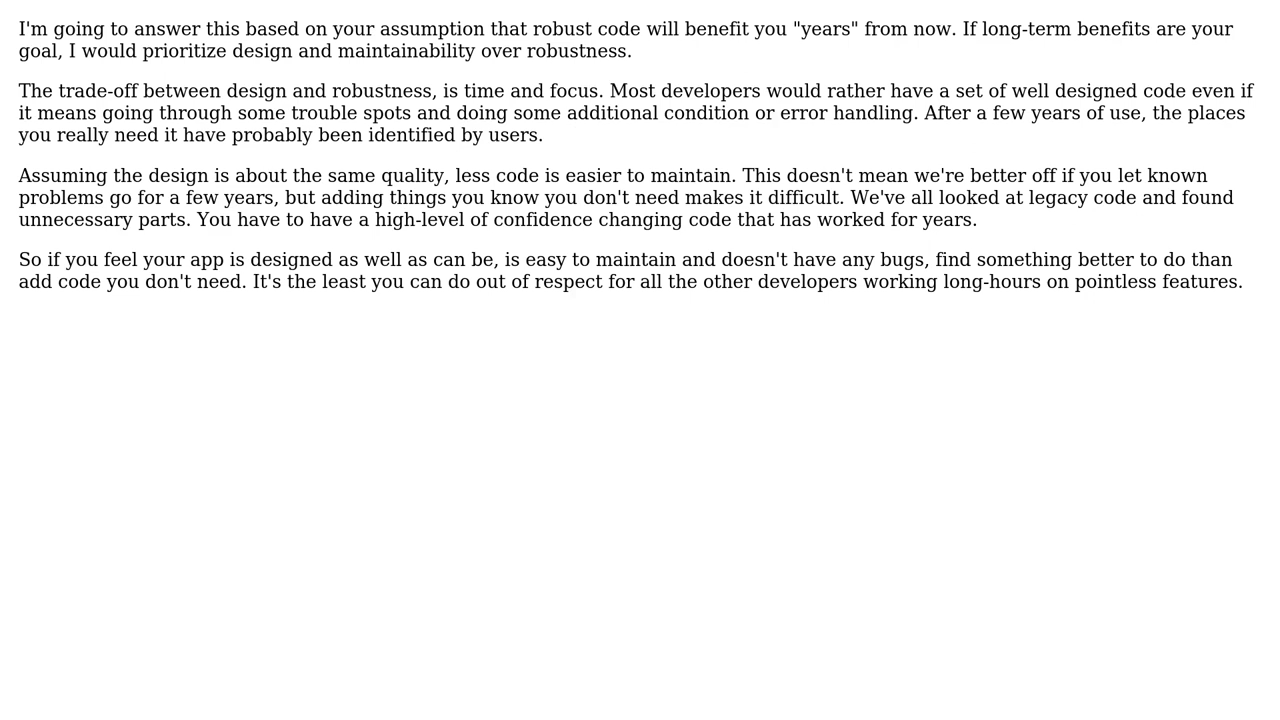 I'm going to answer this based on your assumption that robust code will benefit you "years" from now. If long-term benefits are your
goal, I would prioritize design and maintainability over robustness.
The trade-off between design and robustness, is time and focus. Most developers would rather have a set of well designed code even if
it means going through some trouble spots and doing some additional condition or error handling. After a few years of use, the places
you really need it have probably been identified by users.
Assuming the design is about the same quality, less code is easier to maintain. This doesn't mean we're better off if you let known
problems go for a few years, but adding things you know you don't need makes it difficult. We've all looked at legacy code and found
unnecessary parts. You have to have a high-level of confidence changing code that has worked for years.
So if you feel your app is designed as well as can be, is easy to maintain and doesn't have any bugs, find something better to do than
add code you don't need. It's the least you can do out of respect for all the other developers working long-hours on pointless features.